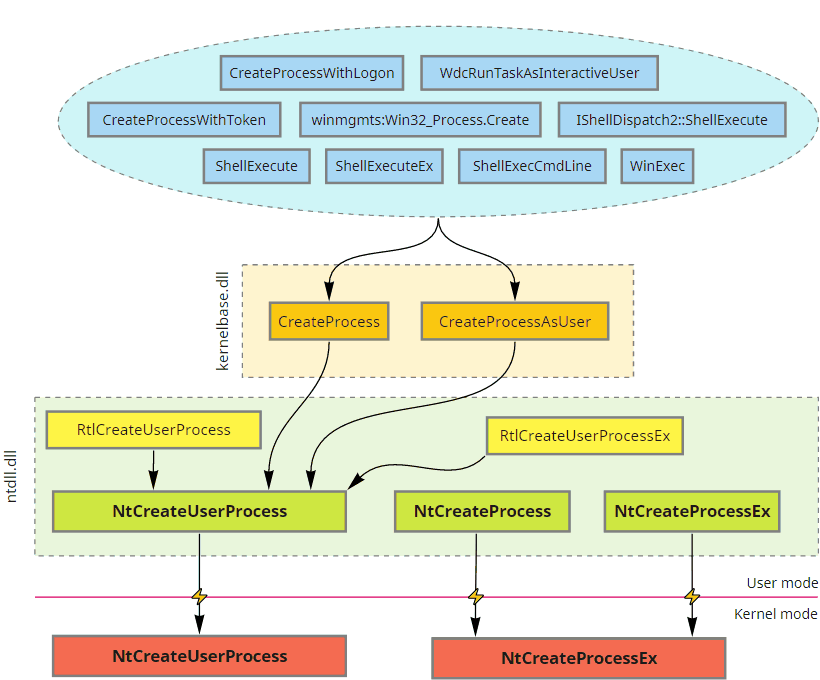 CreateProcessWithLogon
WdcRunTaskAsInteractiveUser
CreateProcessWithToken
winmgmts:Win32_Process.Create
IShellDispatch2::ShellExecute
ShellExecute
ShellExecuteEx
ShellExecCmdLine
WinExec
kernelbase.dll
CreateProcess
CreateProcessAsUser
ntdll.dll
RtlCreateUserProcess
RtlCreateUserProcessEx
NtCreateUserProcess
NtCreateProcess
NtCreateProcessEx
User mode
Kernel mode
NtCreateUserProcess
NtCreateProcessEx